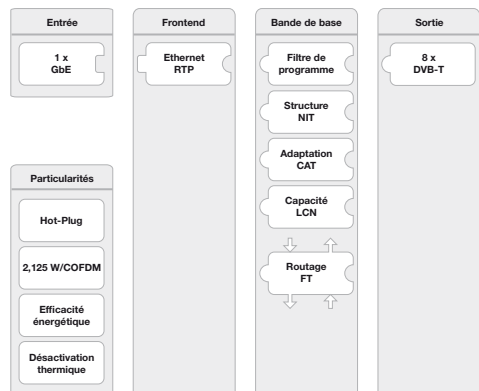 Entrée
1 x
GbE
Frontend
Ethernet
RTP
Bande de base
Filtre de
programme
Structure
NIT
Adaptation
CAT
Capacité
LCN
Routage
FT
Sortie
8 x
DVB-T
Particularités
Hot-Plug
2,125 W/COFDM
Efficacité
énergétique
Désactivation
thermique